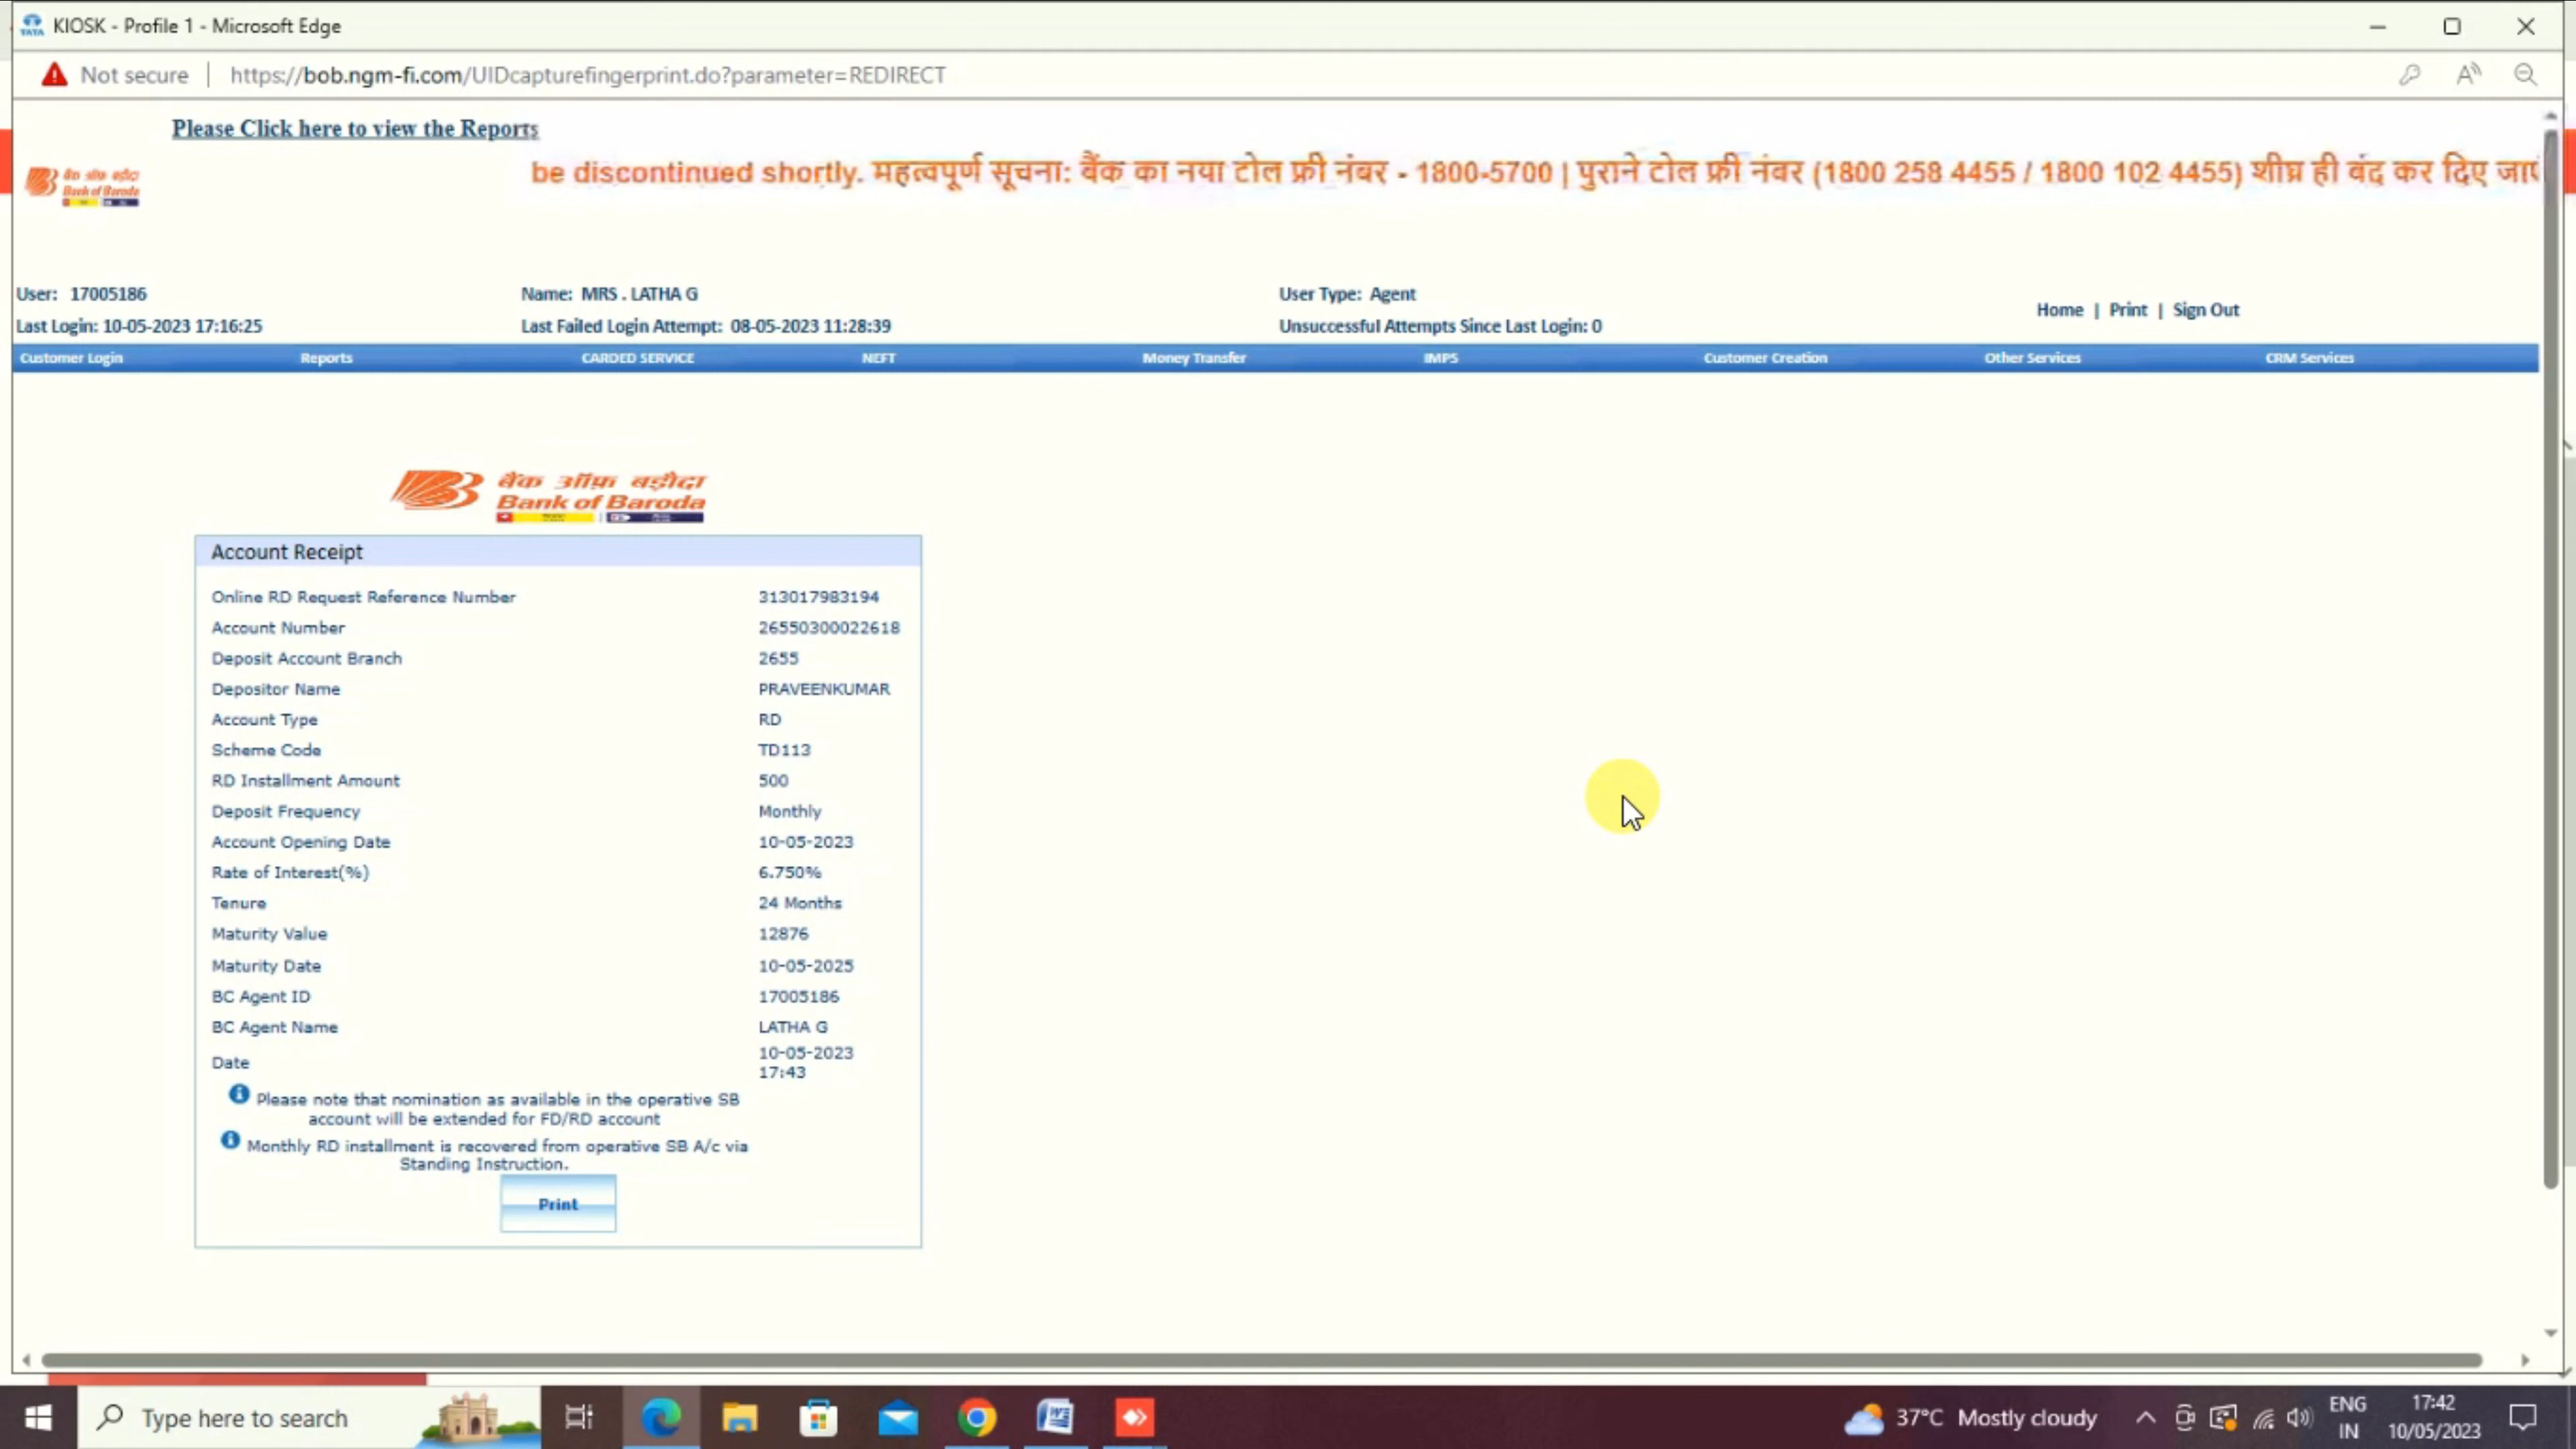 KIOSK - Profile 1 - Microsoft Edge
Not secure | https://bob.ngm-fi.com/UIDcapturefingerprint.do?parameter=REDIRECT
Please Click here to view the Reports
बैंक ऑफ़ बड़ौदा
Bank of Baroda
be discontinued shortly. महत्वपूर्ण सूचना: बैंक का नया टोल फ्री नंबर - 1800-5700 | पुराने टोल फ्री नंबर (1800 258 4455 / 1800 102 4455) शीघ्र ही बंद कर दिए जाएं
User: 17005186 Name: MRS . LATHA G User Type: Agent
Home | Print | Sign Out
Last Login: 10-05-2023 17:16:25 Last Failed Login Attempt: 08-05-2023 11:28:39 Unsuccessful Attempts Since Last Login: 0
Customer Login Reports CARDED SERVICE NEFT Money Transfer IMPS Customer Creation Other Services CRM Services
बैंक ऑफ़ बड़ौदा
Bank of Baroda
Account Receipt
Online RD Request Reference Number 313017983194
Account Number 26550300022618
Deposit Account Branch 2655
Depositor Name PRAVEENKUMAR
Account Type RD
Scheme Code TD113
RD Installment Amount 500
Deposit Frequency Monthly
Account Opening Date 10-05-2023
Rate of Interest(%) 6.750%
Tenure 24 Months
Maturity Value 12876
Maturity Date 10-05-2025
BC Agent ID 17005186
BC Agent Name LATHA G
Date 10-05-2023
17:43
Please note that nomination as available in the operative SB
account will be extended for FD/RD account
Monthly RD installment is recovered from operative SB A/c via
Standing Instruction.
Print
Type here to search
37°C Mostly cloudy
ENG
IN
17:42
10/05/2023